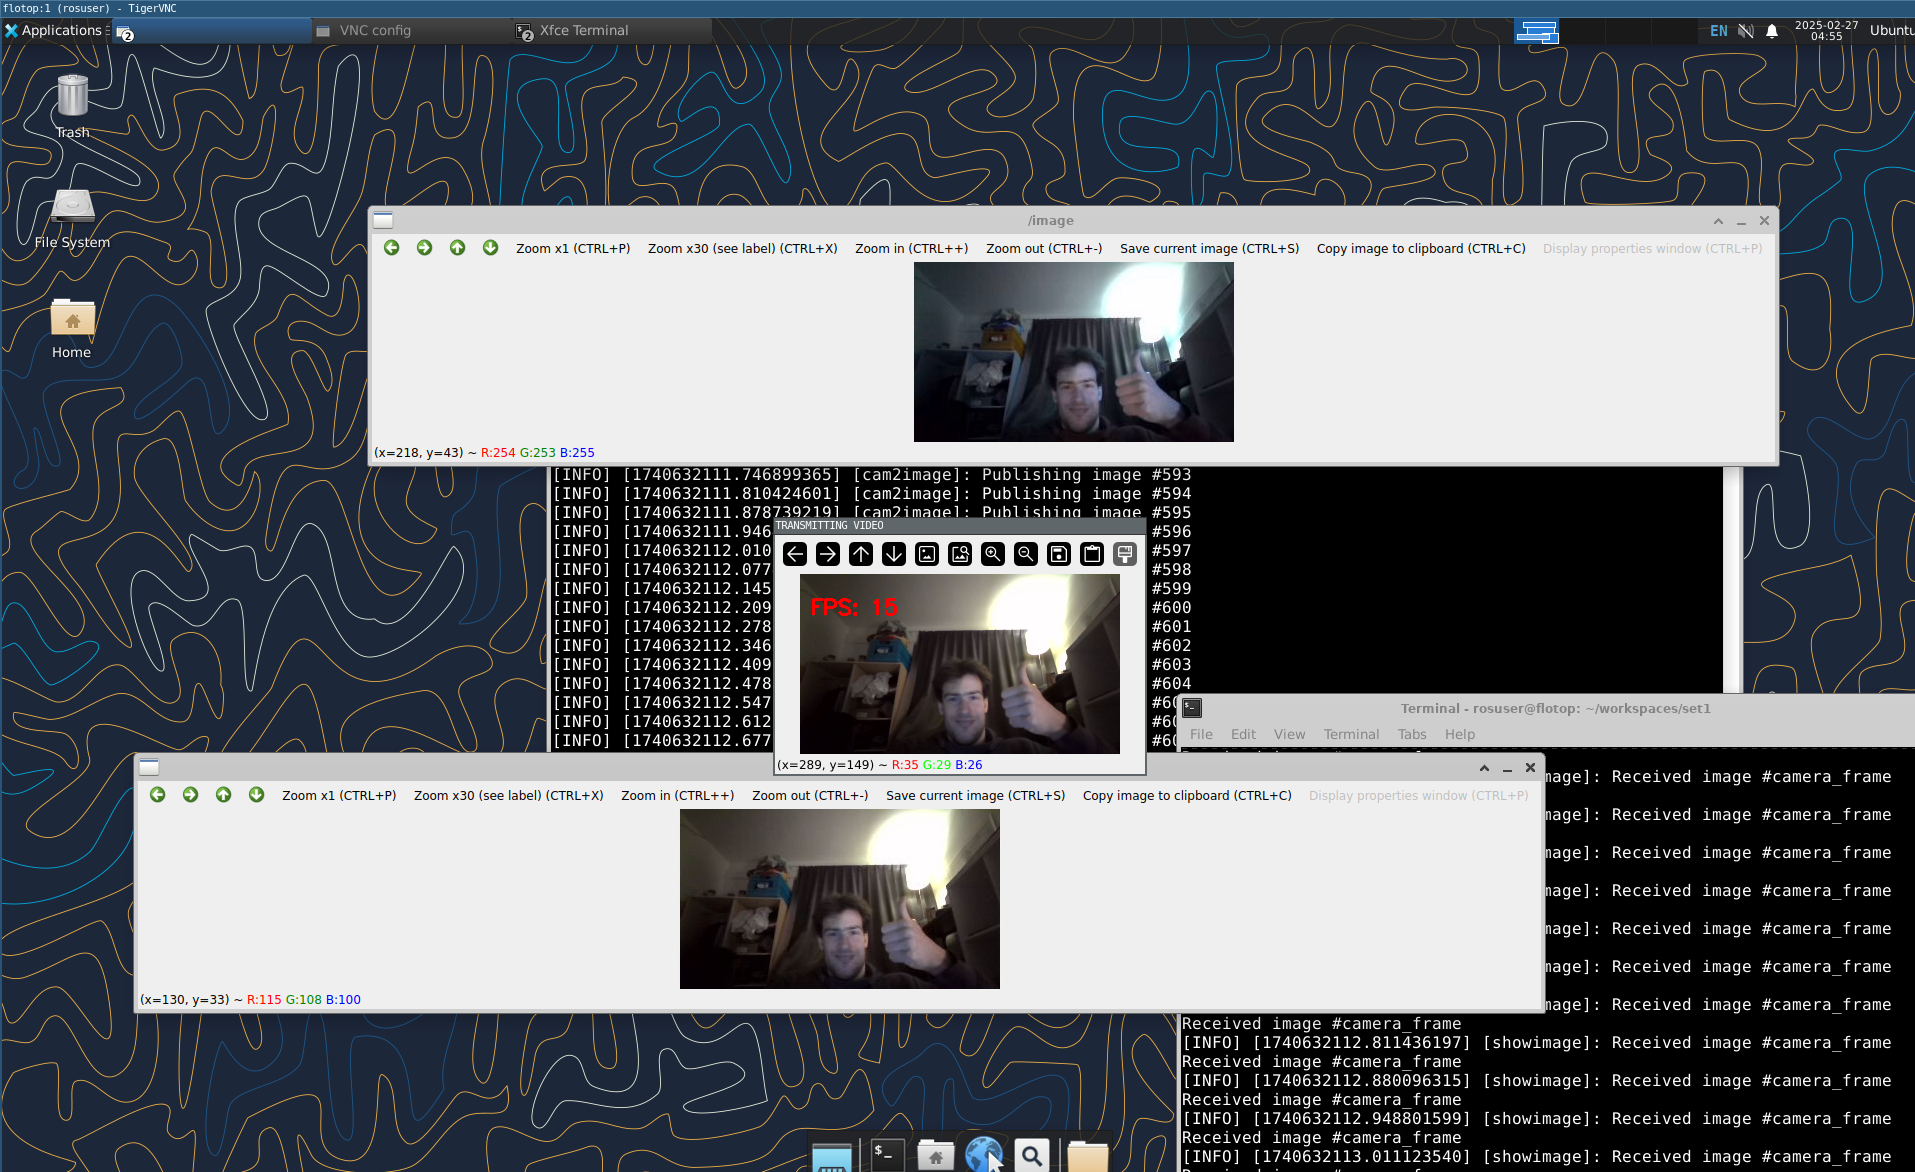 flotop:1 (rosuser) - TigerVNC
Applications
2
VNC config
2
Xfce Terminal
EN
2025-02-27
04:55
Ubuntu
Trash
File System
Home
/image
Zoom x1 (CTRL+P) Zoom x30 (see label) (CTRL+X) Zoom in (CTRL++) Zoom out (CTRL+-) Save current image (CTRL+S) Copy image to clipboard (CTRL+C) Display properties window (CTRL+P)
(x=218, y=43) ~ R:254 G:253 B:255
[INFO] [1740632111.746899365] [cam2image]: Publishing image #593
[INFO] [1740632111.810424601] [cam2image]: Publishing image #594
[INFO] [1740632111.878739219] [cam2image]: Publishing image #595
[INFO] [1740632111.946 #596
[INFO] [1740632112.010 #597
[INFO] [1740632112.077 #598
[INFO] [1740632112.145 #599
[INFO] [1740632112.209 #600
[INFO] [1740632112.278 #601
[INFO] [1740632112.346 #602
[INFO] [1740632112.409 #603
[INFO] [1740632112.478 #604
[INFO] [1740632112.547 #60
[INFO] [1740632112.612 #60
[INFO] [1740632112.677 #60
TRANSMITTING VIDEO
FPS: 15
(x=289, y=149) ~ R:35 G:29 B:26
Terminal - rosuser@flotop: ~/workspaces/set1
File Edit View Terminal Tabs Help
mage]: Received image #camera_frame
mage]: Received image #camera_frame
mage]: Received image #camera_frame
mage]: Received image #camera_frame
mage]: Received image #camera_frame
mage]: Received image #camera_frame
mage]: Received image #camera_frame
Received image #camera_frame
[INFO] [1740632112.811436197] [showimage]: Received image #camera_frame
Received image #camera_frame
[INFO] [1740632112.880096315] [showimage]: Received image #camera_frame
Received image #camera_frame
[INFO] [1740632112.948801599] [showimage]: Received image #camera_frame
Received image #camera_frame
[INFO] [1740632113.011123540] [showimage]: Received image #camera_frame
Zoom x1 (CTRL+P) Zoom x30 (see label) (CTRL+X) Zoom in (CTRL++) Zoom out (CTRL+-) Save current image (CTRL+S) Copy image to clipboard (CTRL+C) Display properties window (CTRL+P)
(x=130, y=33) ~ R:115 G:108 B:100